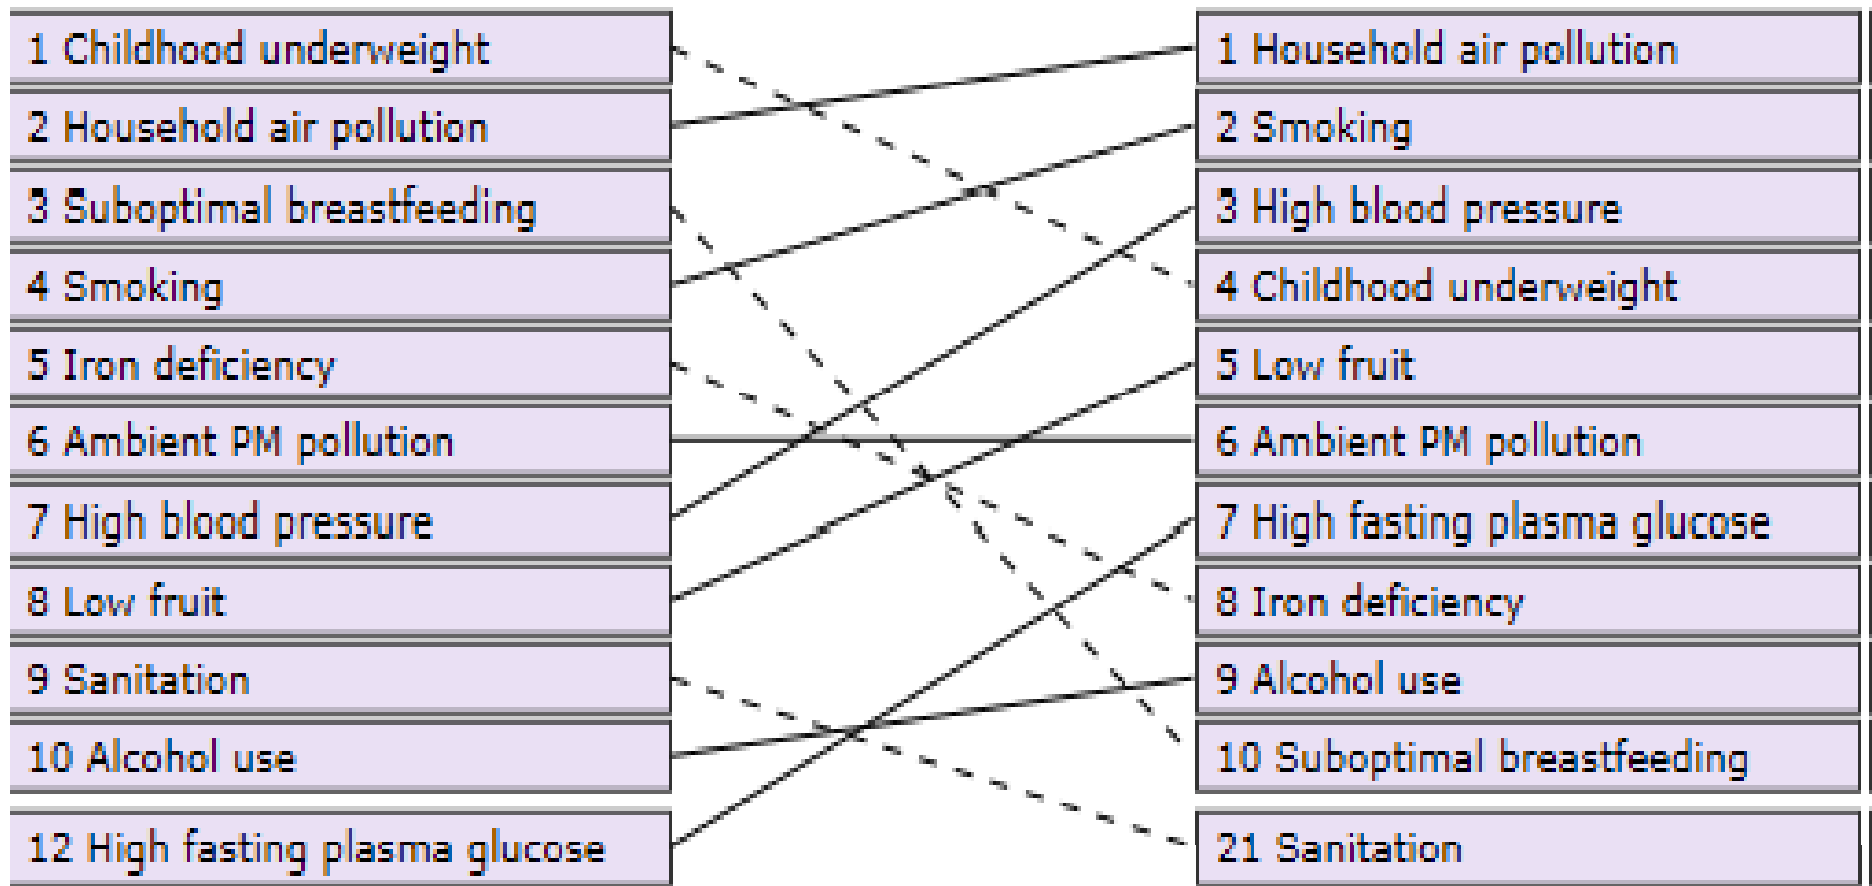 1 Childhood underweight
2 Household air pollution
3 Suboptimal breastfeeding
4 Smoking
5 Iron deficiency
6 Ambient PM pollution
7 High blood pressure
8 Low fruit
9 Sanitation
10 Alcohol use
12 High fasting plasma glucose
1 Household air pollution
2 Smoking
3 High blood pressure
4 Childhood underweight
5 Low fruit
6 Ambient PM pollution
7 High fasting plasma glucose
8 Iron deficiency
9 Alcohol use
10 Suboptimal breastfeeding
21 Sanitation